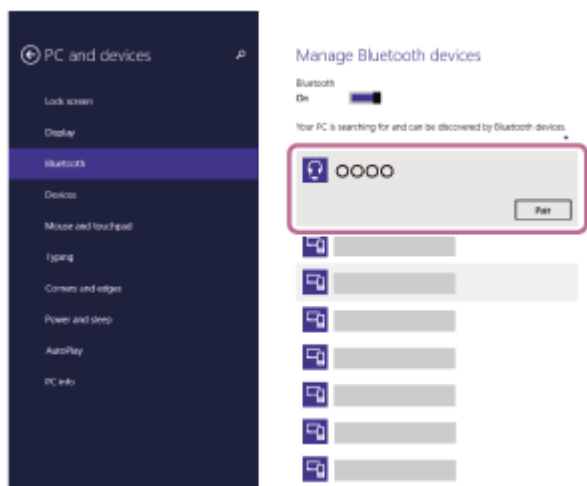 PC and devices
Lock screen
Display
Bluetooth
Devices
Mouse and touchpad
Typing
Corners and edges
Power and sleep
AutoPlay
PC info
Manage Bluetooth devices
Bluetooth
On
Your PC is searching for and can be discovered by Bluetooth devices.
OOOO
Pair